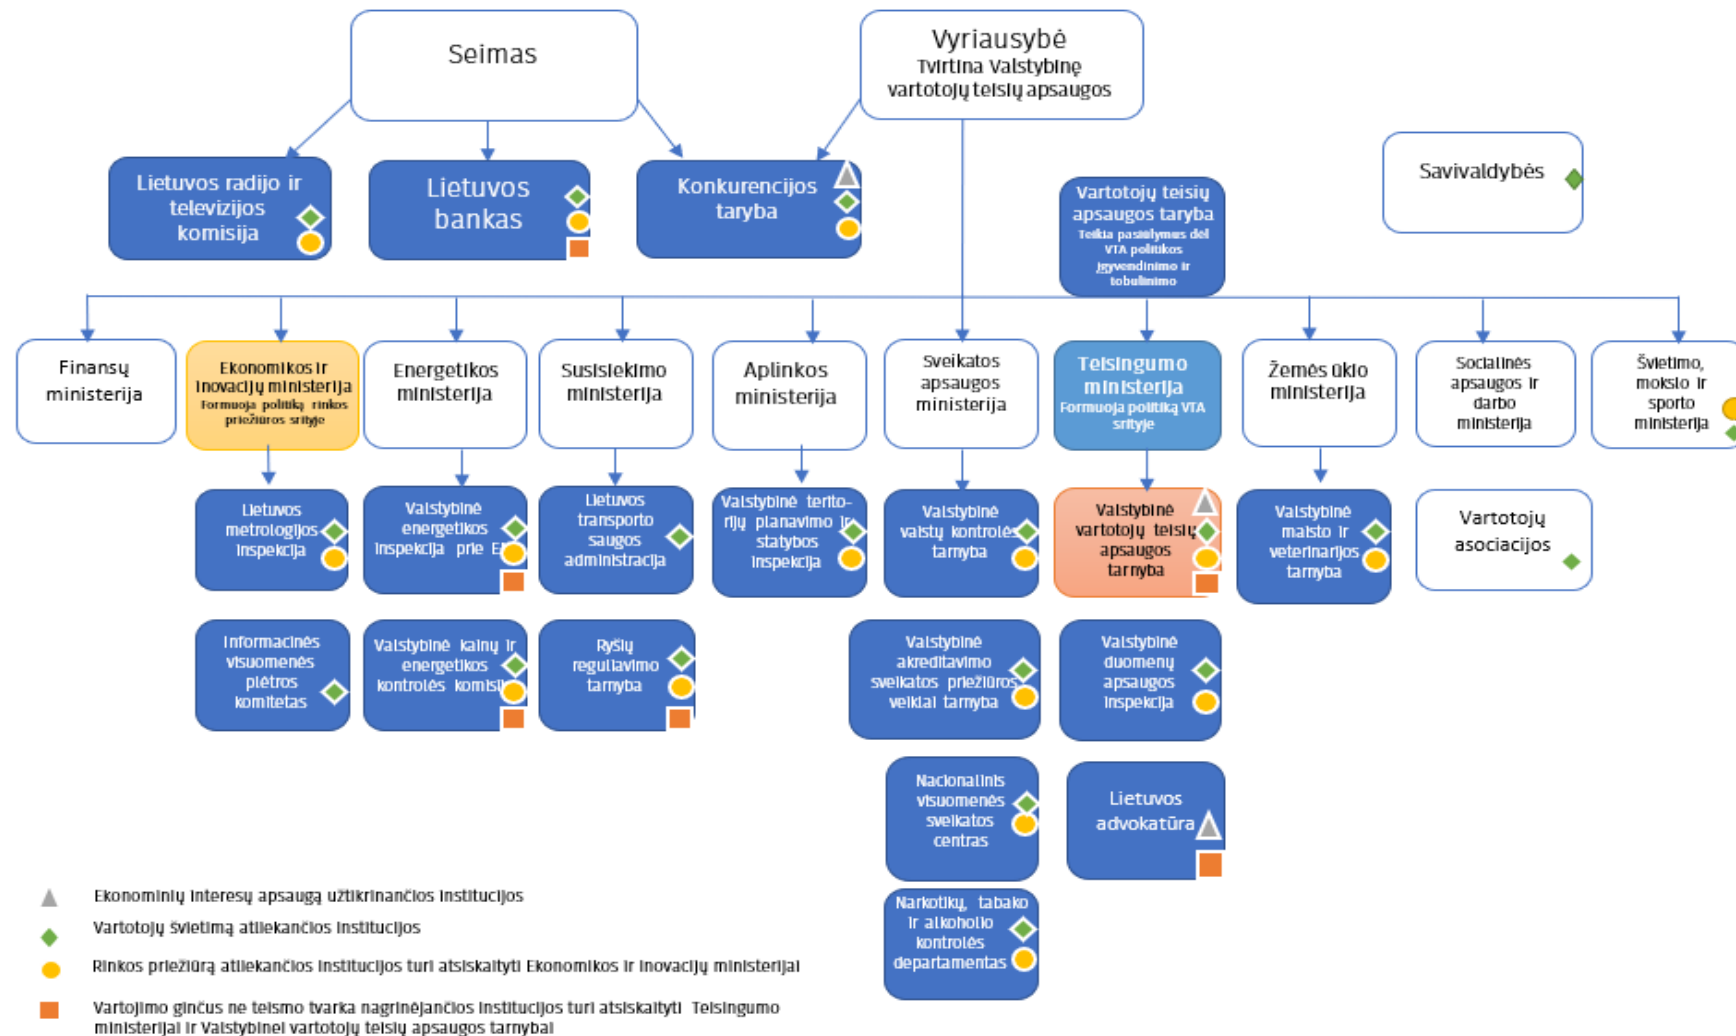 Seimas
Vyriausybė
Tvirtina Valstybinę
vartotojų teisių apsaugos
Lietuvos radijo ir
televizijos
komisija
Lietuvos
bankas
Konkurencijos
taryba
Vartotojų teisių
apsaugos taryba
Teikia pasiūlymus dėl
VTA politikos
įgyvendinimo ir
tobulinimo
Savivaldybės
Finansų
ministerija
Ekonomikos ir
Inovacijų ministerija
Formuoja politiką rinkos
priežiūros srityje
Energetikos
ministerija
Susisiekimo
ministerija
Aplinkos
ministerija
Sveikatos
apsaugos
ministerija
Teisingumo
ministerija
Formuoja politiką VTA
srityje
Žemės ūkio
ministerija
Socialinės
apsaugos ir
darbo
ministerija
Švietimo,
mokslo ir
sporto
ministerija
Lietuvos
metrologijos
inspekcija
Valstybinė
energetikos
inspekcija prie
Lietuvos
transporto
saugos
administracija
Valstybinė terito-
rijų planavimo ir
statybos
inspekcija
Valstybinė
vaistų kontrolės
tarnyba
Valstybinė
vartotojų teisių
apsaugos
tarnyba
Valstybinė
maisto ir
veterinarijos
tarnyba
Vartotojų
asociacijos
Informacinės
visuomenės
plėtros
komitetas
Valstybinė kainų ir
energetikos
kontrolės
Ryšių
reguliavimo
tarnyba
Valstybinė
akreditavimo
sveikatos priežiūros
veiklai tarnyba
Valstybinė
duomenų
apsaugos
inspekcija
Nacionalinis
visuomenės
sveikatos
centras
Lietuvos
advokatūra
Narkotikų, tabako
ir alkoholio
kontrolės
departamentas
Ekonominių interesų apsaugą užtikrinančios institucijos
Vartotojų švietimą atliekančios institucijos
Rinkos priežiūrą atliekančios institucijos turi atsiskaityti Ekonomikos ir Inovacijų ministerijai
Vartojimo ginčus ne teismo tvarka nagrinėjančios institucijos turi atsiskaityti Teisingumo
ministerijai ir Valstybinei vartotojų teisių apsaugos tarnybai